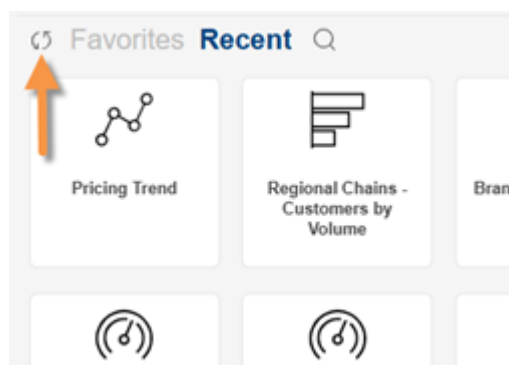 Favorites Recent
Pricing Trend
Regional Chains -
Customers by
Volume